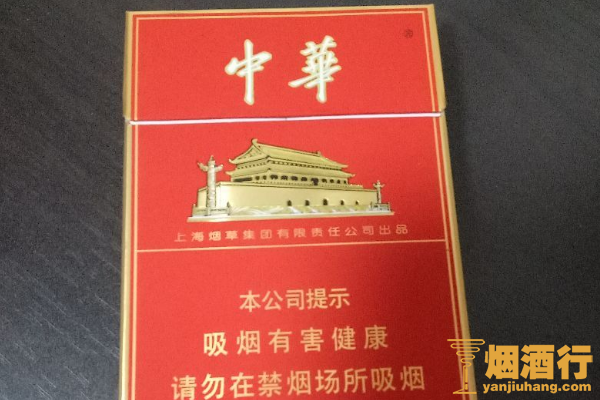 中華
®
上海烟草集团有限责任公司出品
本公司提示
吸烟有害健康
请勿在禁烟场所吸烟
烟酒行
yanjiuhang.com